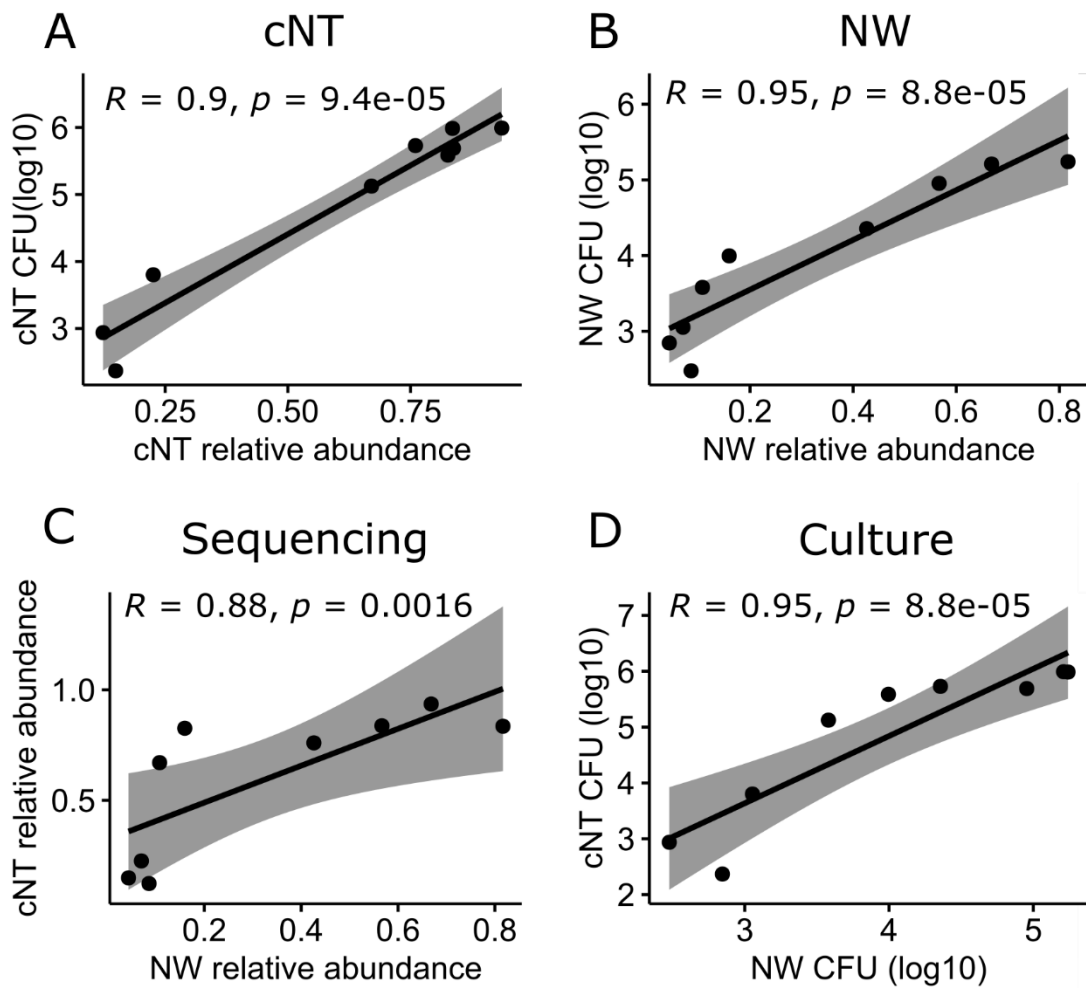 A
cNT
R = 0.9, p = 9.4e-05
cNT CFU(log10)
6
5
4
3
0.25
0.50
0.75
cNT relative abundance
B
NW
R = 0.95, p = 8.8e-05
NW CFU (log10)
6
5
4
3
0.2
0.4
0.6
0.8
NW relative abundance
C
Sequencing
R = 0.88, p = 0.0016
cNT relative abundance
1.0
0.5
0.2
0.4
0.6
0.8
NW relative abundance
D
Culture
R = 0.95, p = 8.8e-05
cNT CFU (log10)
7
6
5
4
3
2
3
4
5
NW CFU (log10)